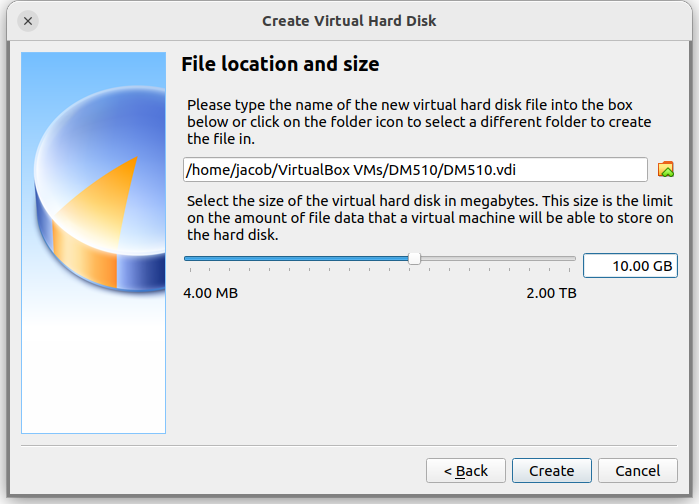 Create Virtual Hard Disk
File location and size
Please type the name of the new virtual hard disk file into the box
below or click on the folder icon to select a different folder to create
the file in.
/home/jacob/VirtualBox VMs/DM510/DM510.vdi
Select the size of the virtual hard disk in megabytes. This size is the limit
on the amount of file data that a virtual machine will be able to store on
the hard disk.
10.00 GB
4.00 MB 2.00 TB
< Back Create Cancel